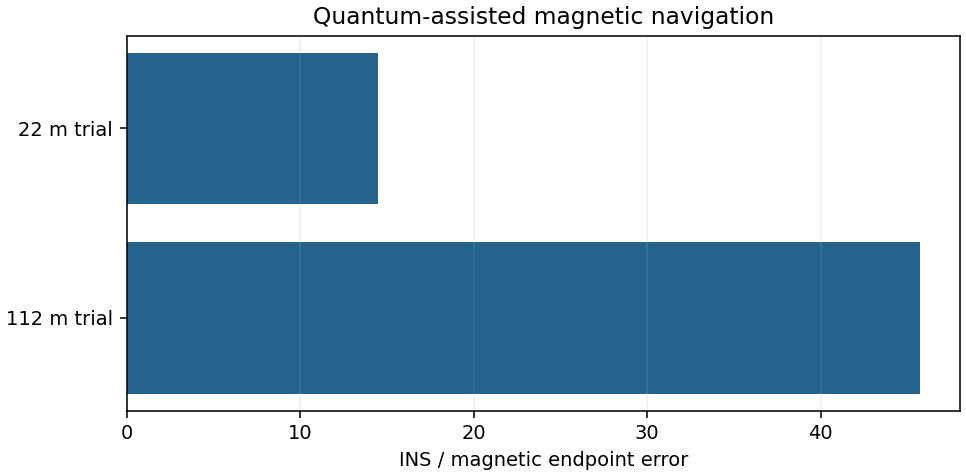 Quantum-assisted magnetic navigation
22 m trial
112 m trial
0 10 20 30 40
INS / magnetic endpoint error